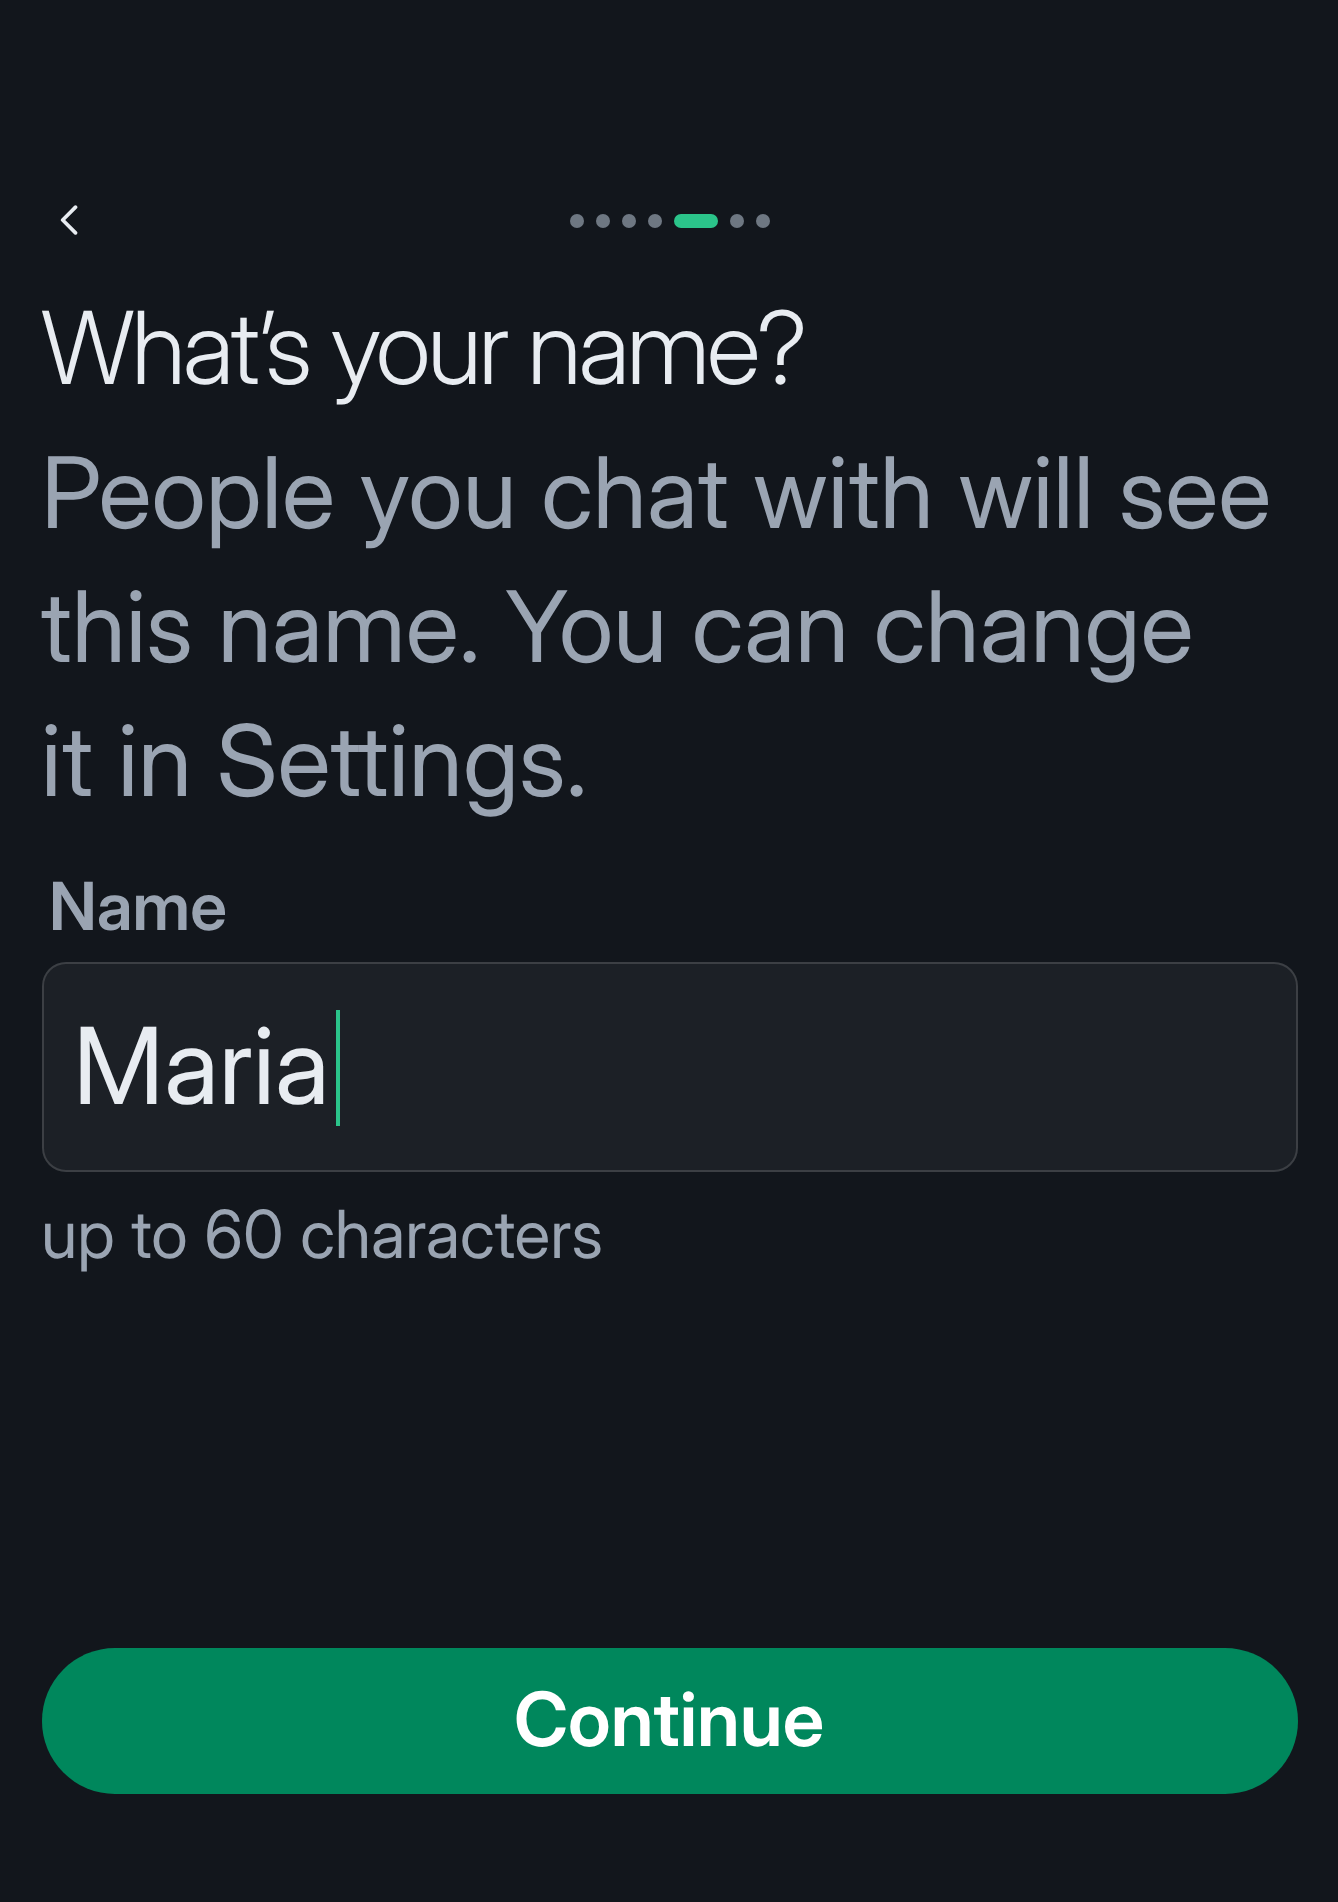 What’s your name?
People you chat with will see
this name. You can change
it in Settings.
Name
Maria
up to 60 characters
Continue